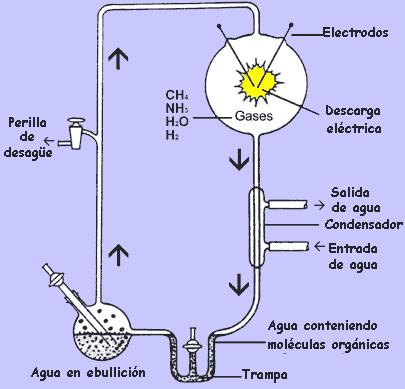 Electrodos
CH₄
NH₃
H₂O
H₂
Gases
Descarga
eléctrica
Perilla
de
desagüe
Salida
de agua
Condensador
Entrada
de agua
Agua conteniendo
moléculas orgánicas
Trampa
Agua en ebullición